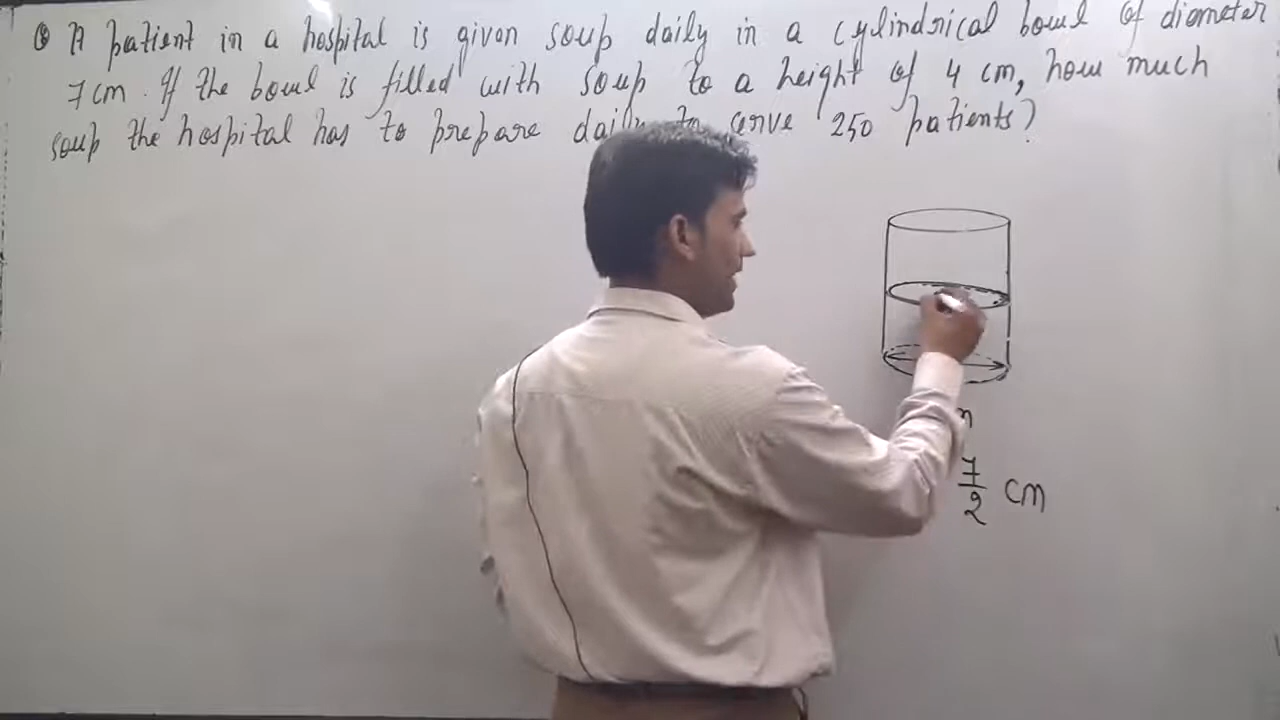 Q A patient in a hospital is given soup daily in a cylindrical bowl of diameter
7 cm. If the bowl is filled with soup to a height of 4 cm, how much
soup the hospital has to prepare daily to serve 250 patients?
7/2 cm